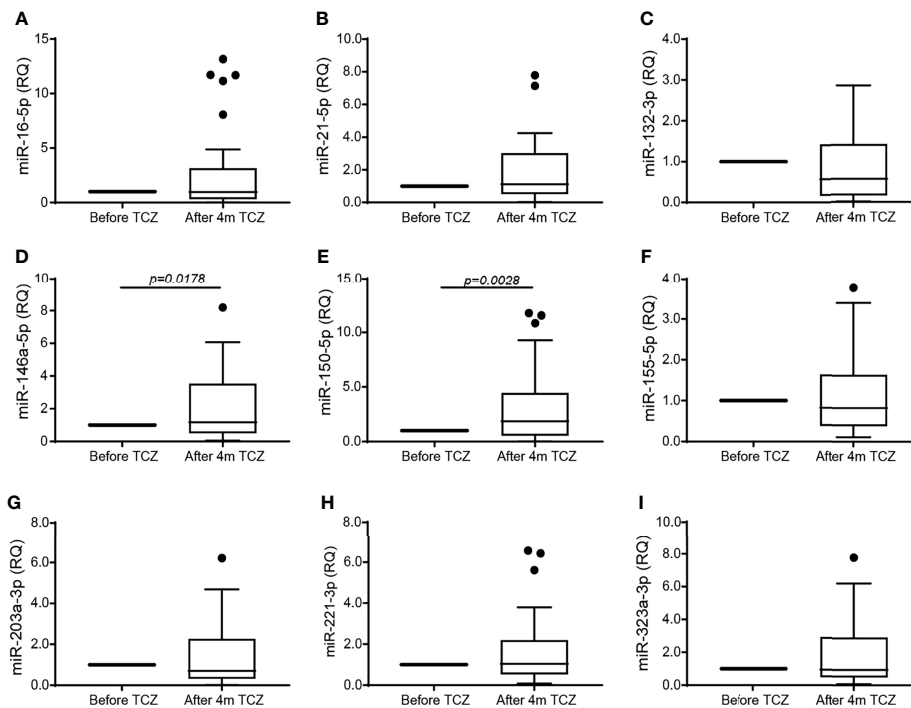 A
miR-16-5p (RQ)
15
10
5
0
Before TCZ After 4m TCZ
B
miR-21-5p (RQ)
10.0
8.0
6.0
4.0
2.0
0.0
Before TCZ After 4m TCZ
C
miR-132-3p (RQ)
4.0
3.0
2.0
1.0
0.0
Before TCZ After 4m TCZ
D
miR-146a-5p (RQ)
10
8
6
4
2
0
p=0.0178
Before TCZ After 4m TCZ
E
miR-150-5p (RQ)
15.0
10.0
5.0
0.0
p=0.0028
Before TCZ After 4m TCZ
F
miR-155-5p (RQ)
4.0
3.0
2.0
1.0
0.0
Before TCZ After 4m TCZ
G
miR-203a-3p (RQ)
8.0
6.0
4.0
2.0
0.0
Before TCZ After 4m TCZ
H
miR-221-3p (RQ)
8.0
6.0
4.0
2.0
0.0
Before TCZ After 4m TCZ
I
miR-323a-3p (RQ)
10.0
8.0
6.0
4.0
2.0
0.0
Before TCZ After 4m TCZ